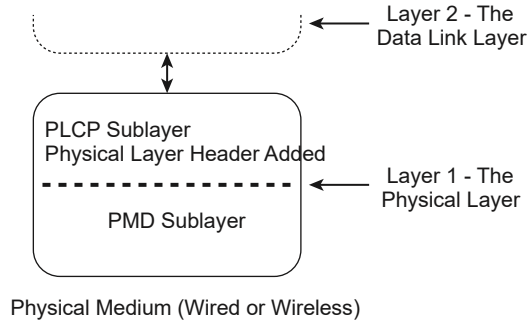 Layer 2 - The
Data Link Layer
PLCP Sublayer
Physical Layer Header Added
Layer 1 - The
Physical Layer
PMD Sublayer
Physical Medium (Wired or Wireless)